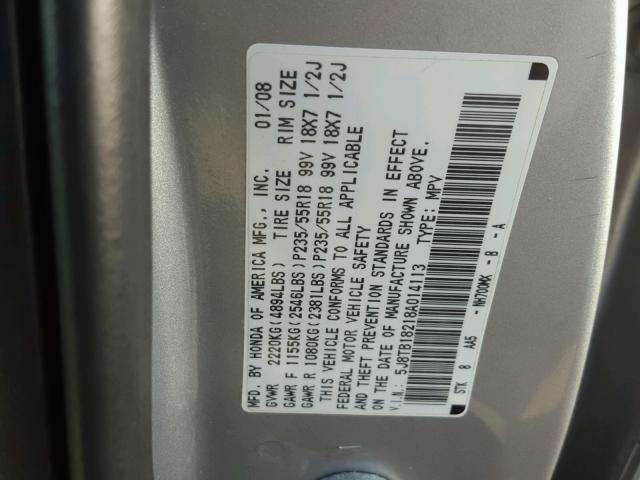 MFD. BY HONDA OF AMERICA MFG., INC. 01/08
GVWR 2220KG(4894LBS) TIRE SIZE RIM SIZE
GAWR F 1155KG(2546LBS)P235/55R18 99V 18X7 1/2J
GAWR R 1080KG(2381LBS)P235/55R18 99V 18X7 1/2J
THIS VEHICLE CONFORMS TO ALL APPLICABLE
FEDERAL MOTOR VEHICLE SAFETY
AND THEFT PREVENTION STANDARDS IN EFFECT
ON THE DATE OF MANUFACTURE SHOWN ABOVE.
V.I.N.: 5J8TB18218A014113 TYPE: MPV
STK 8 AA5 - NH700MX - B - A